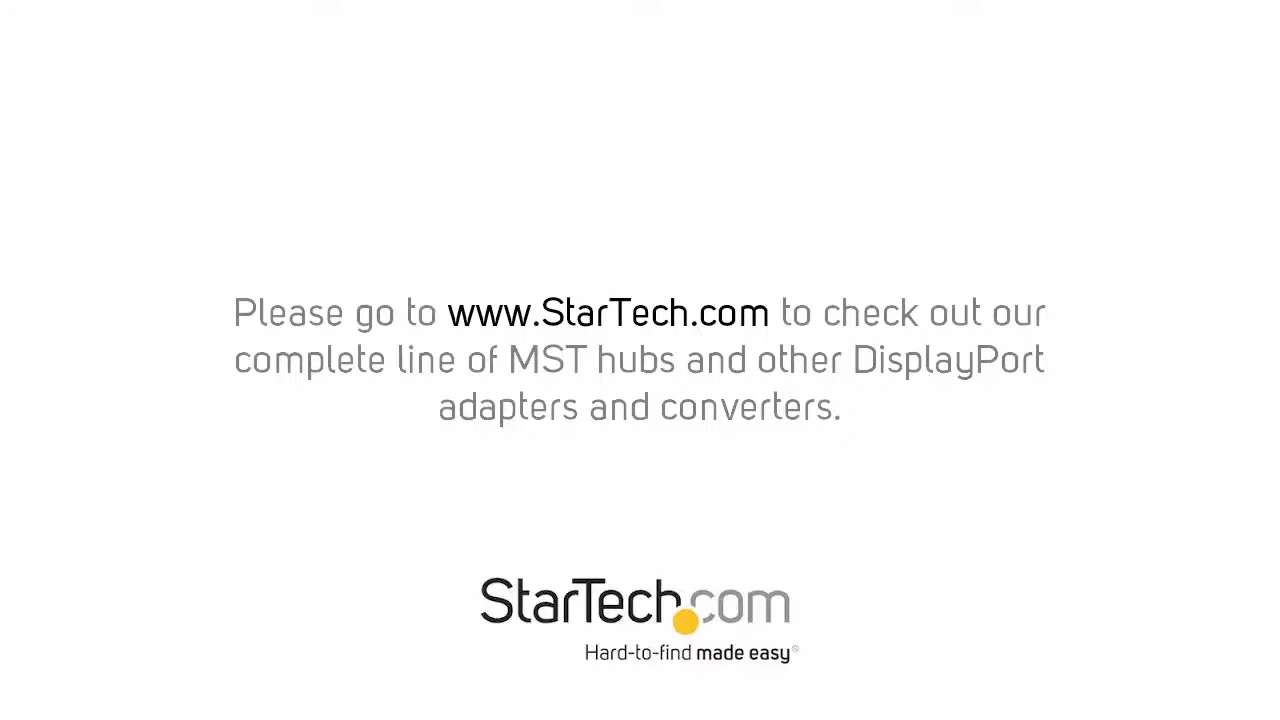 Please go to www.StarTech.com to check out our
complete line of MST hubs and other DisplayPort
adapters and converters.
StarTech.com
Hard-to-find made easy®